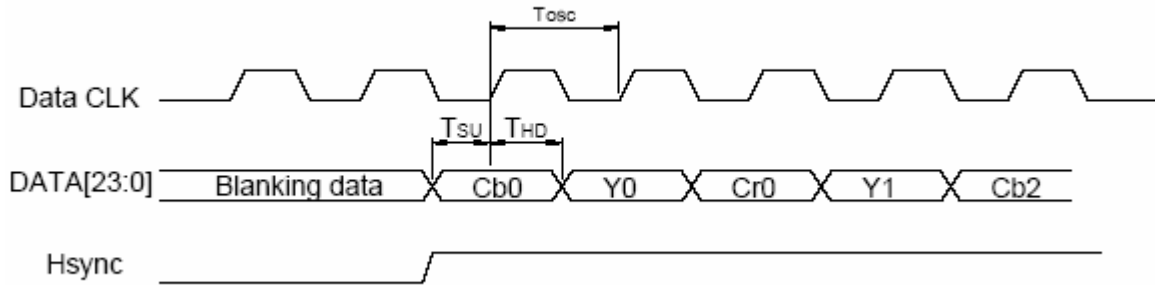 Tosc
Data CLK
TSU THD
DATA[23:0] Blanking data Cb0 Y0 Cr0 Y1 Cb2
Hsync